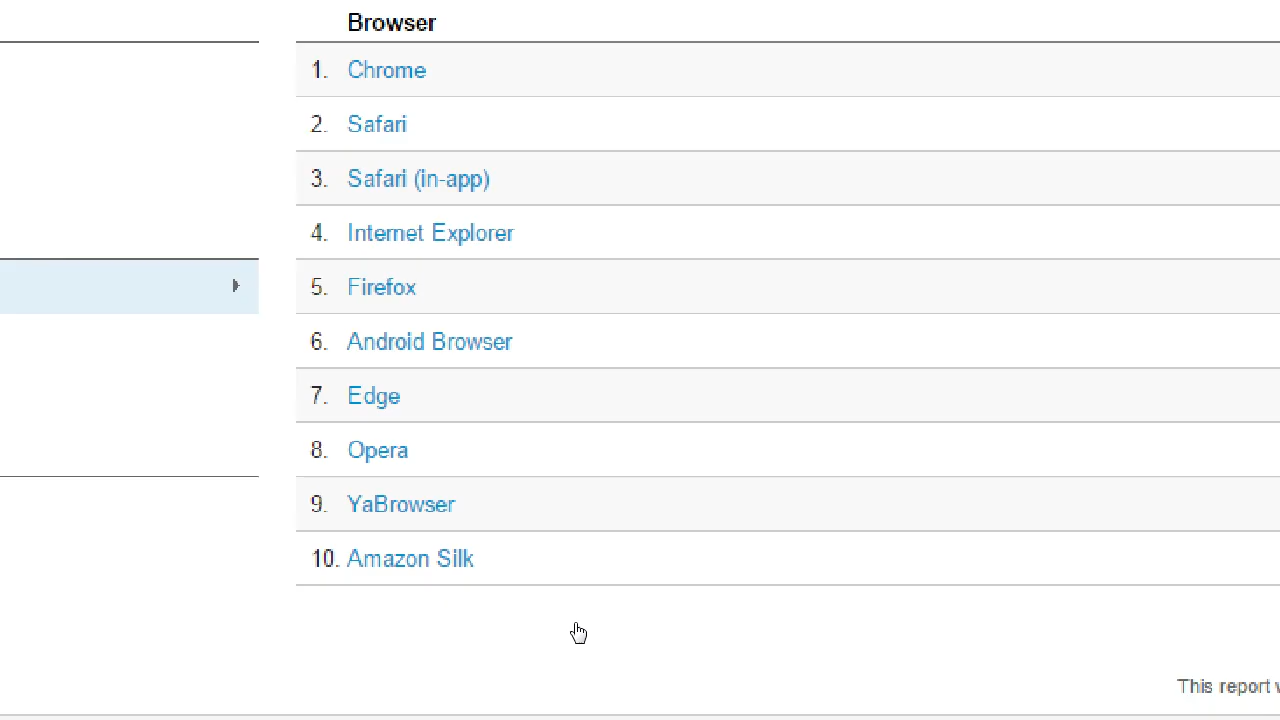 Browser
1. Chrome
2. Safari
3. Safari (in-app)
4. Internet Explorer
5. Firefox
6. Android Browser
7. Edge
8. Opera
9. YaBrowser
10. Amazon Silk
This report